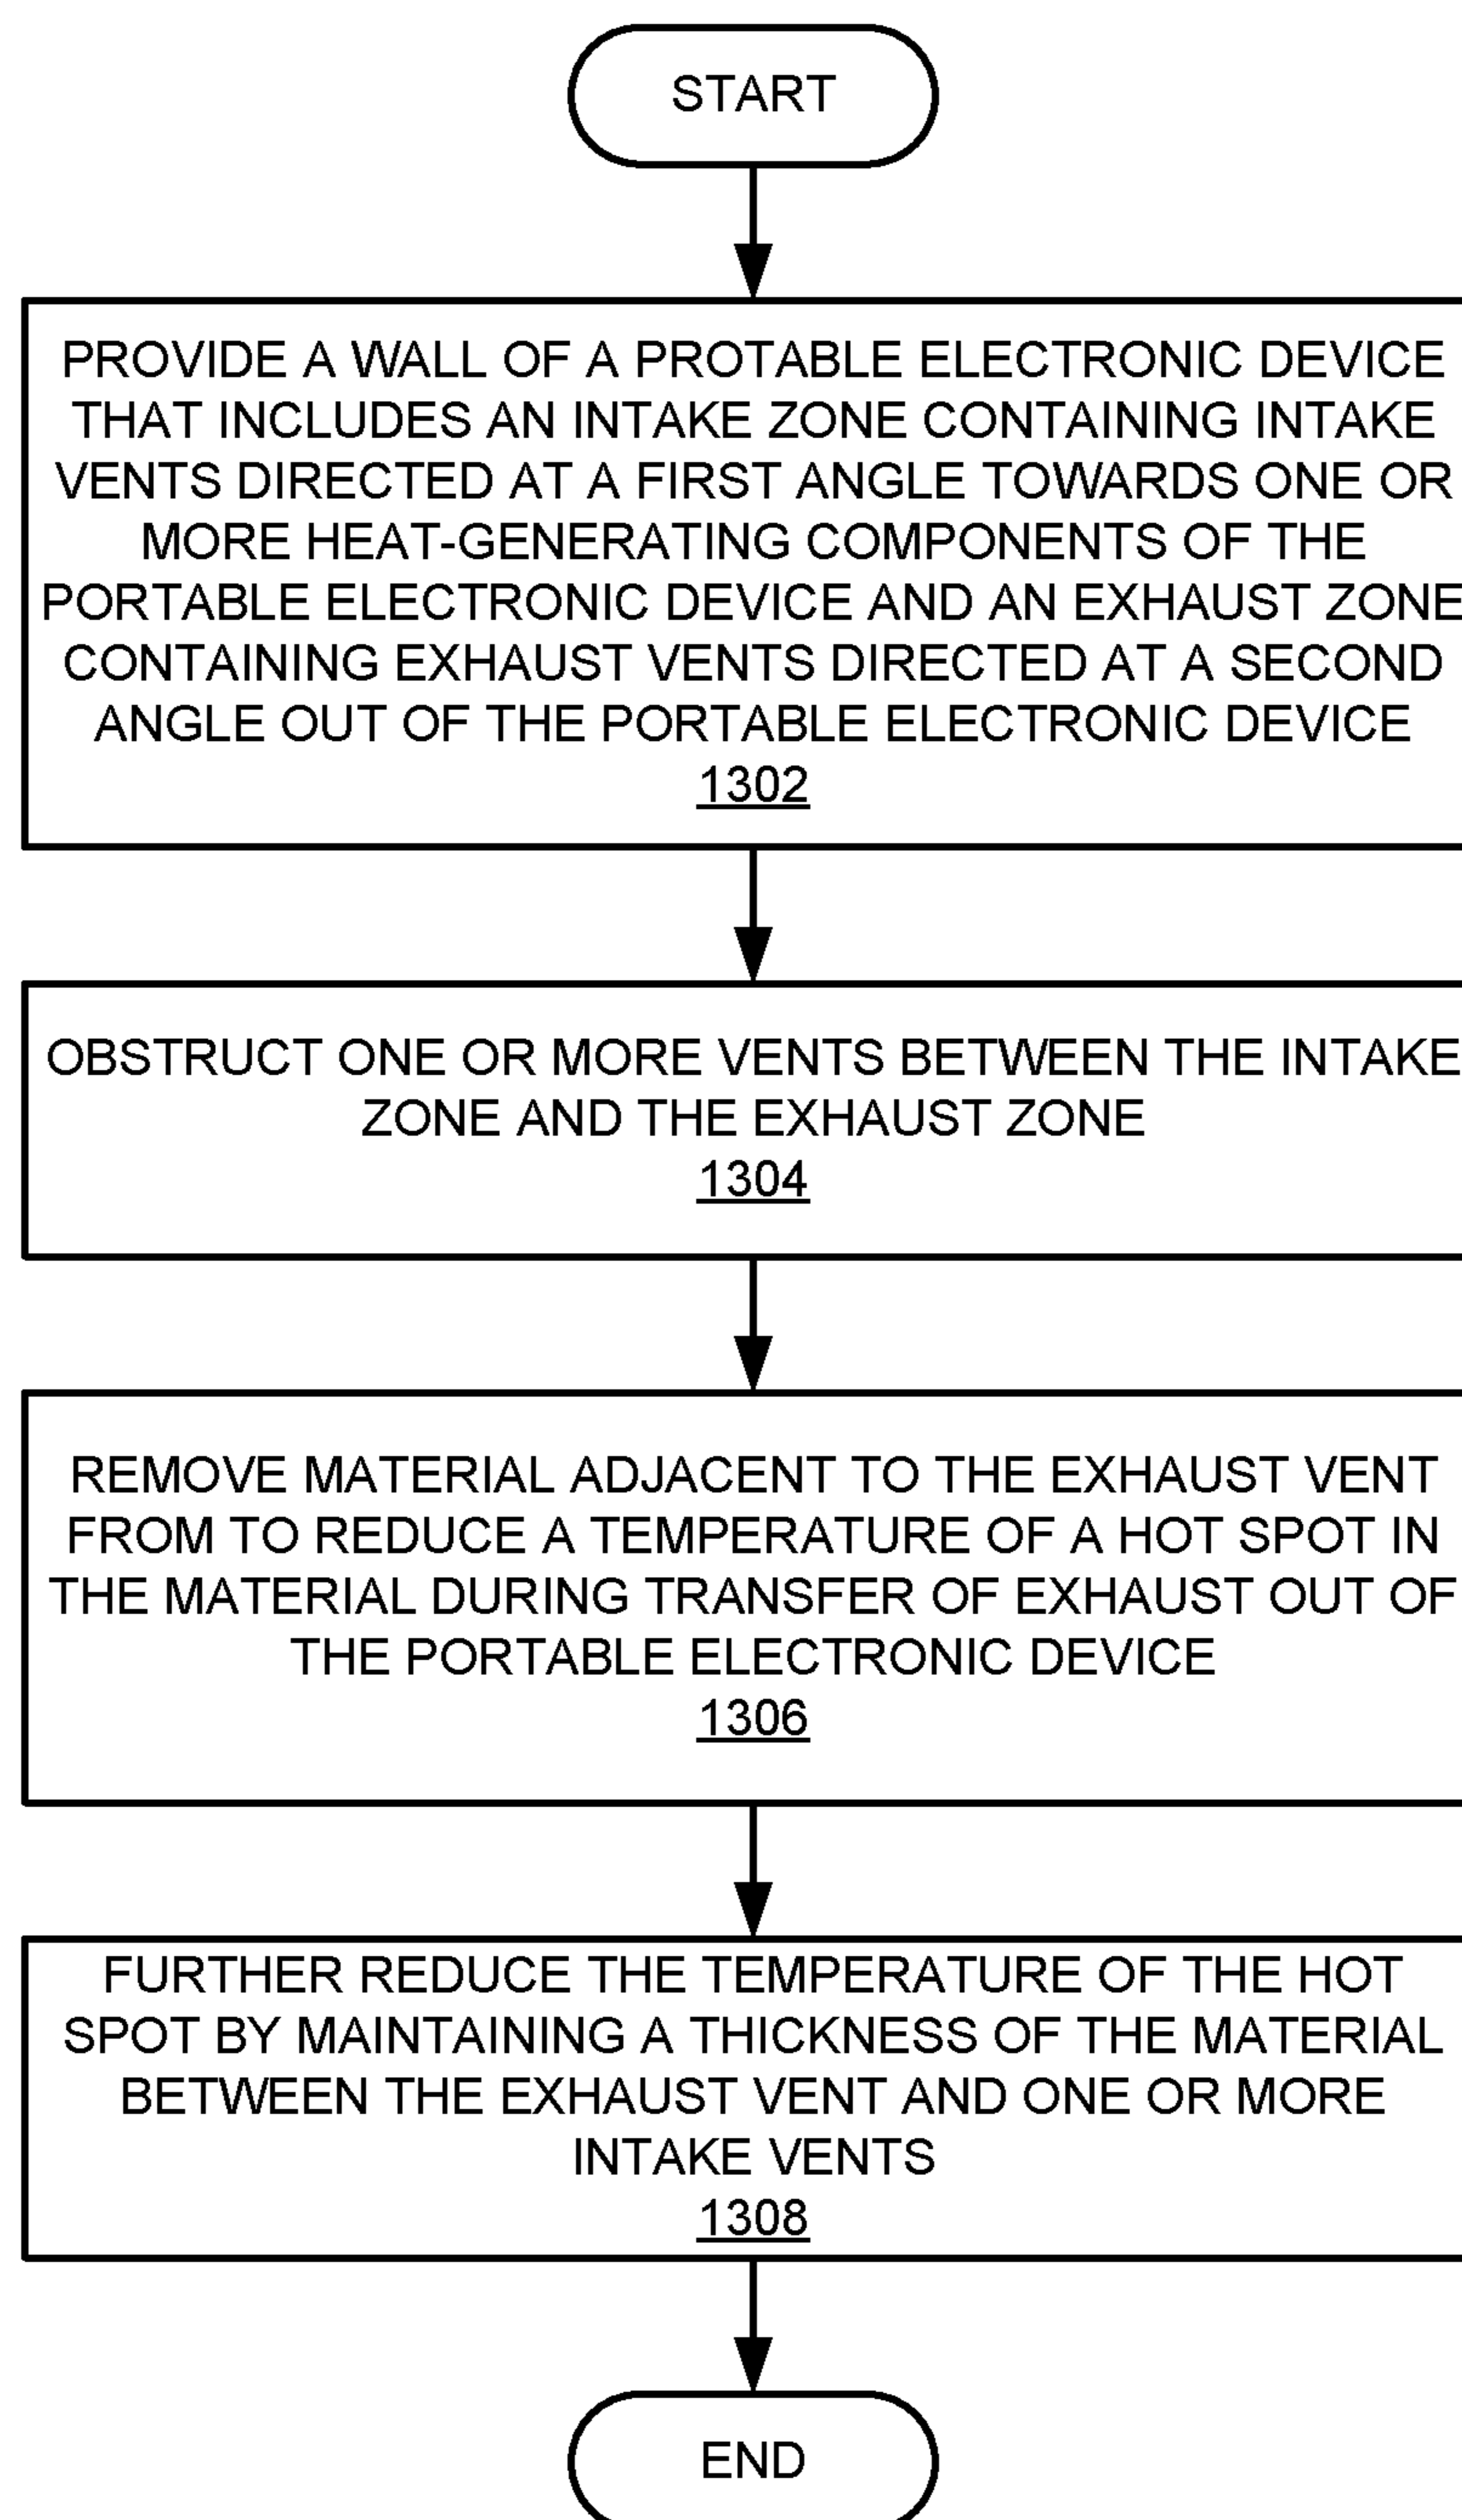 START
PROVIDE A WALL OF A PROTABLE ELECTRONIC DEVICE
THAT INCLUDES AN INTAKE ZONE CONTAINING INTAKE
VENTS DIRECTED AT A FIRST ANGLE TOWARDS ONE OR
MORE HEAT-GENERATING COMPONENTS OF THE
PORTABLE ELECTRONIC DEVICE AND AN EXHAUST ZONE
CONTAINING EXHAUST VENTS DIRECTED AT A SECOND
ANGLE OUT OF THE PORTABLE ELECTRONIC DEVICE
1302
OBSTRUCT ONE OR MORE VENTS BETWEEN THE INTAKE
ZONE AND THE EXHAUST ZONE
1304
REMOVE MATERIAL ADJACENT TO THE EXHAUST VENT
FROM TO REDUCE A TEMPERATURE OF A HOT SPOT IN
THE MATERIAL DURING TRANSFER OF EXHAUST OUT OF
THE PORTABLE ELECTRONIC DEVICE
1306
FURTHER REDUCE THE TEMPERATURE OF THE HOT
SPOT BY MAINTAINING A THICKNESS OF THE MATERIAL
BETWEEN THE EXHAUST VENT AND ONE OR MORE
INTAKE VENTS
1308
END